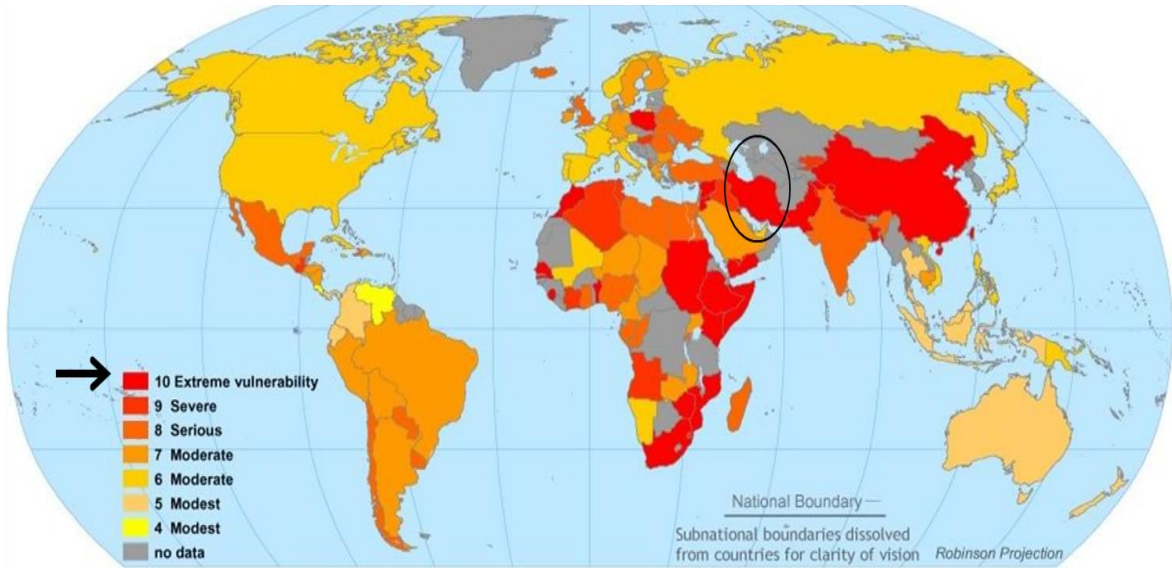 10 Extreme vulnerability
9 Severe
8 Serious
7 Moderate
6 Moderate
5 Modest
4 Modest
no data
National Boundary
Subnational boundaries dissolved
from countries for clarity of vision
Robinson Projection